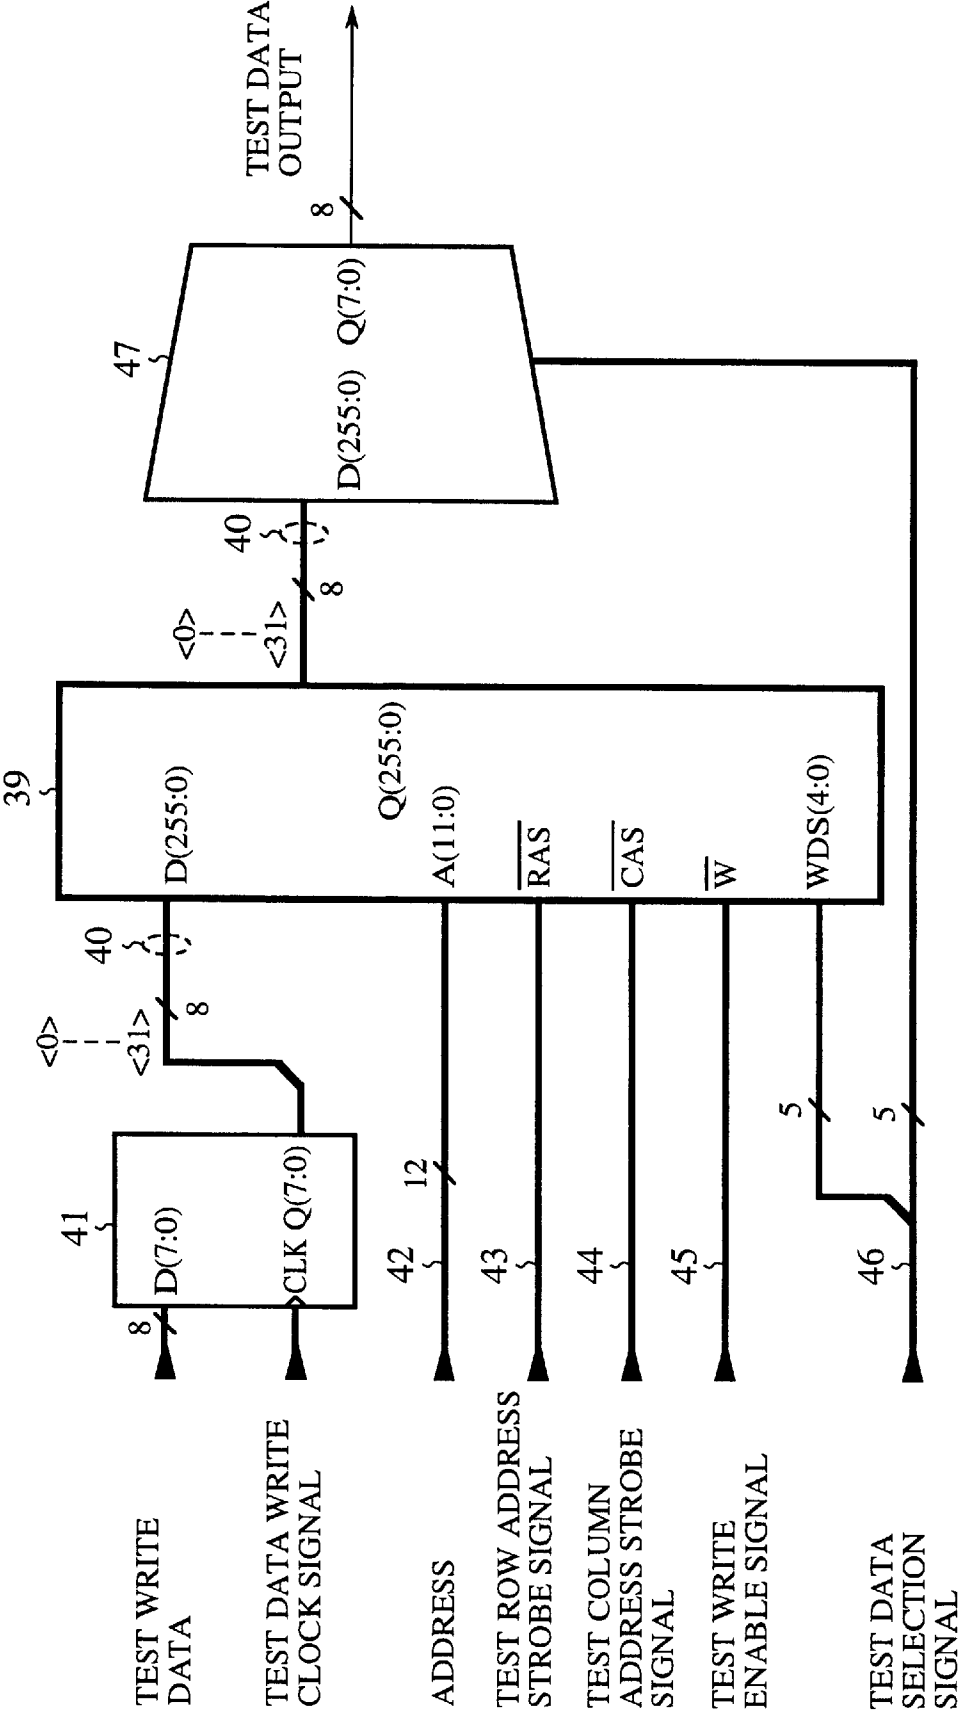 TEST WRITE
DATA
8
41
D(7:0)
TEST DATA WRITE
CLOCK SIGNAL
CLK Q(7:0)
<0>
<31>
8
40
39
D(255:0)
Q(255:0)
ADDRESS
42
12
A(11:0)
TEST ROW ADDRESS
STROBE SIGNAL
43
RAS
TEST COLUMN
ADDRESS STROBE
SIGNAL
44
CAS
TEST WRITE
ENABLE SIGNAL
45
W
TEST DATA
SELECTION
SIGNAL
46
5
5
WDS(4:0)
<0>
<31>
8
40
47
D(255:0) Q(7:0)
8
TEST DATA
OUTPUT